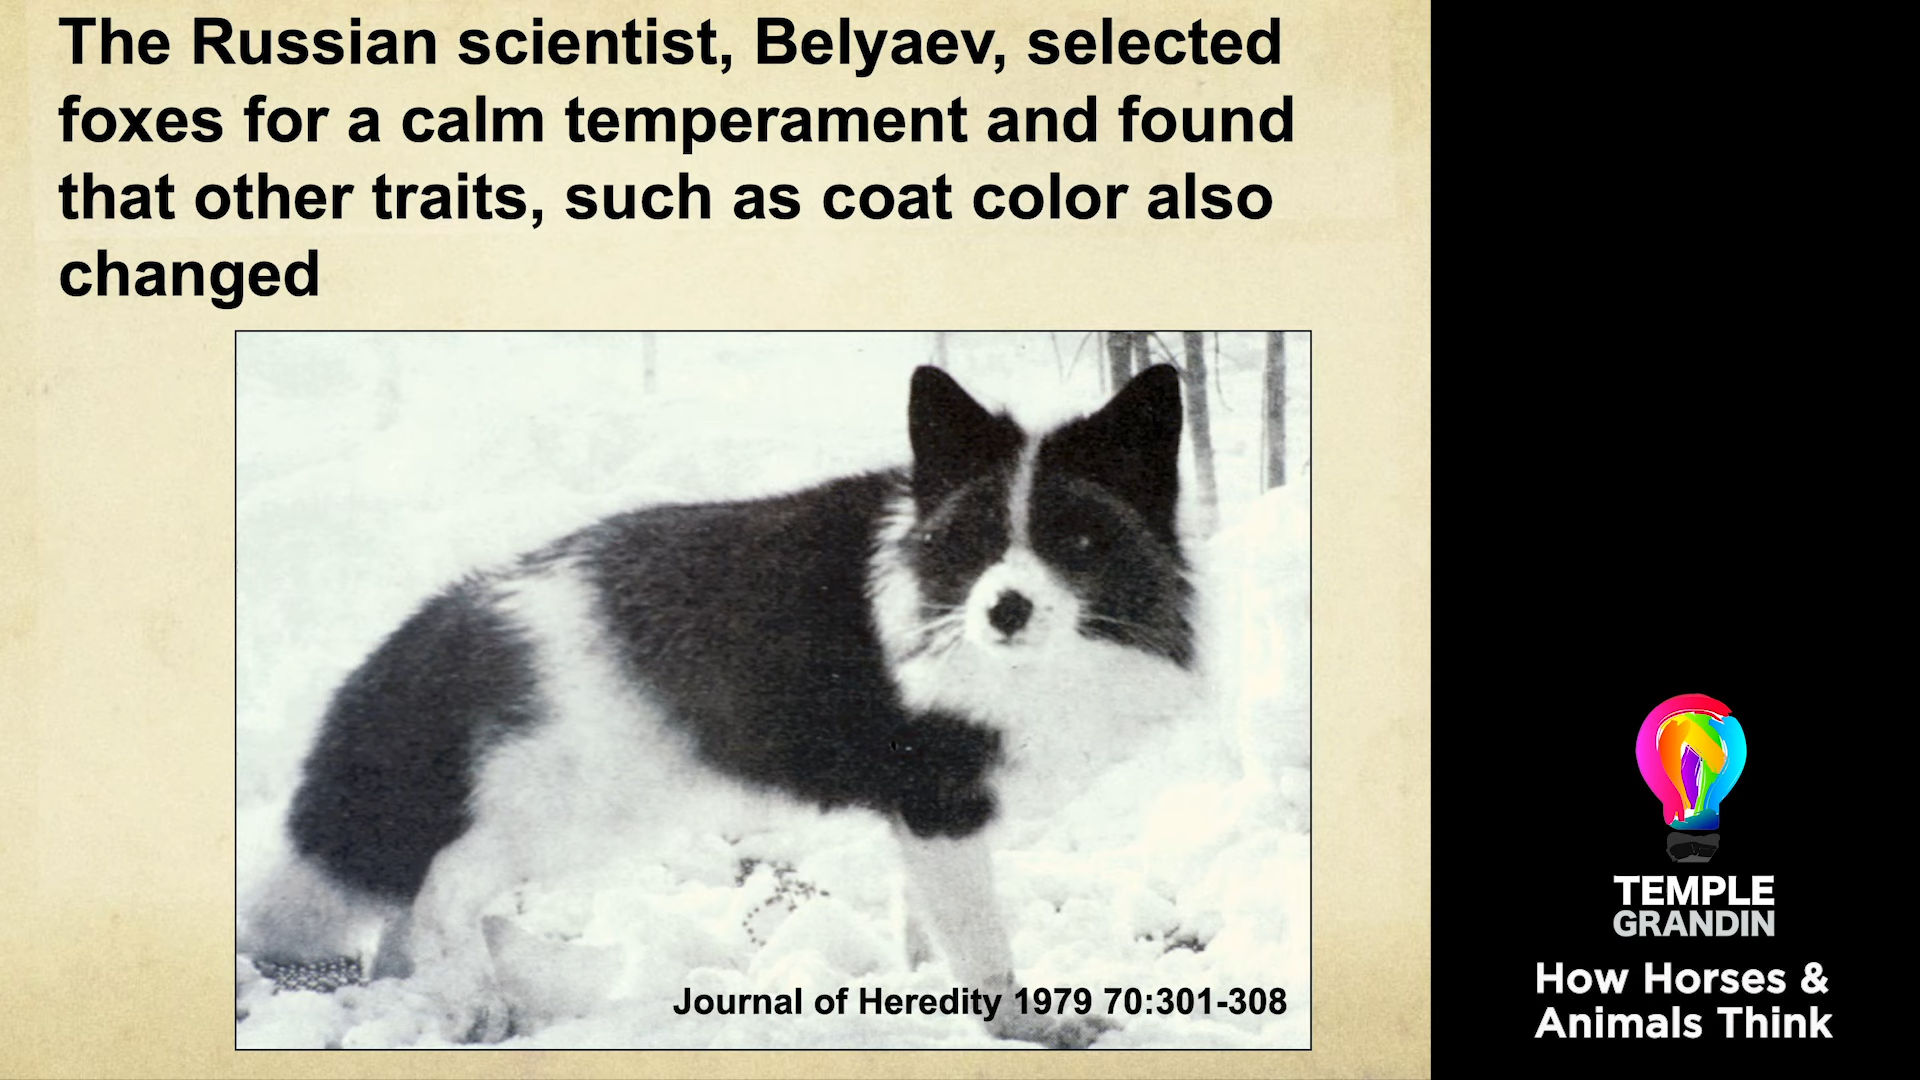 The Russian scientist, Belyaev, selected
foxes for a calm temperament and found
that other traits, such as coat color also
changed
Journal of Heredity 1979 70:301-308
TEMPLE
GRANDIN
How Horses &
Animals Think